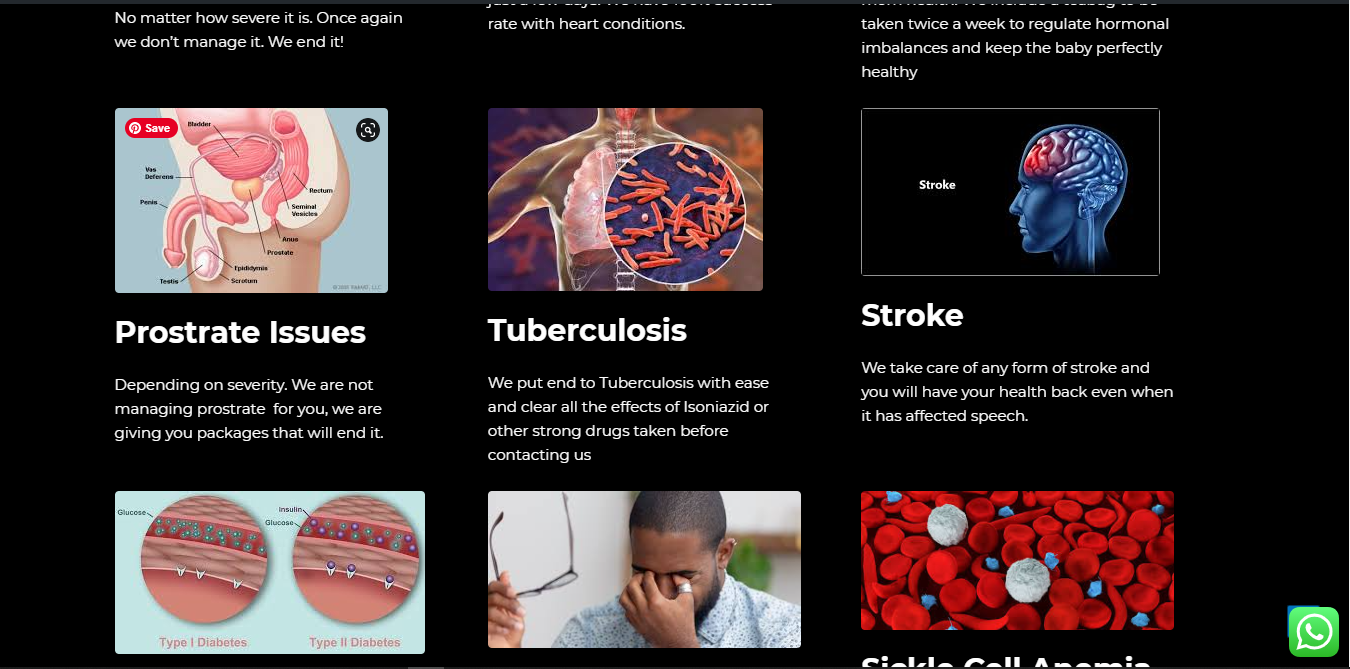 No matter how severe it is. Once again
we don’t manage it. We end it!
rate with heart conditions.
taken twice a week to regulate hormonal
imbalances and keep the baby perfectly
healthy
Save
Bladder
Vas
Deferens
Penis
Rectum
Seminal
Vesicles
Anus
Prostate
Epididymis
Testis
Scrotum
Prostrate Issues
Depending on severity. We are not
managing prostrate for you, we are
giving you packages that will end it.
Tuberculosis
We put end to Tuberculosis with ease
and clear all the effects of Isoniazid or
other strong drugs taken before
contacting us
Stroke
Stroke
We take care of any form of stroke and
you will have your health back even when
it has affected speech.
Glucose
Insulin
Glucose
Type I Diabetes
Type II Diabetes
Sickle Cell Anemia